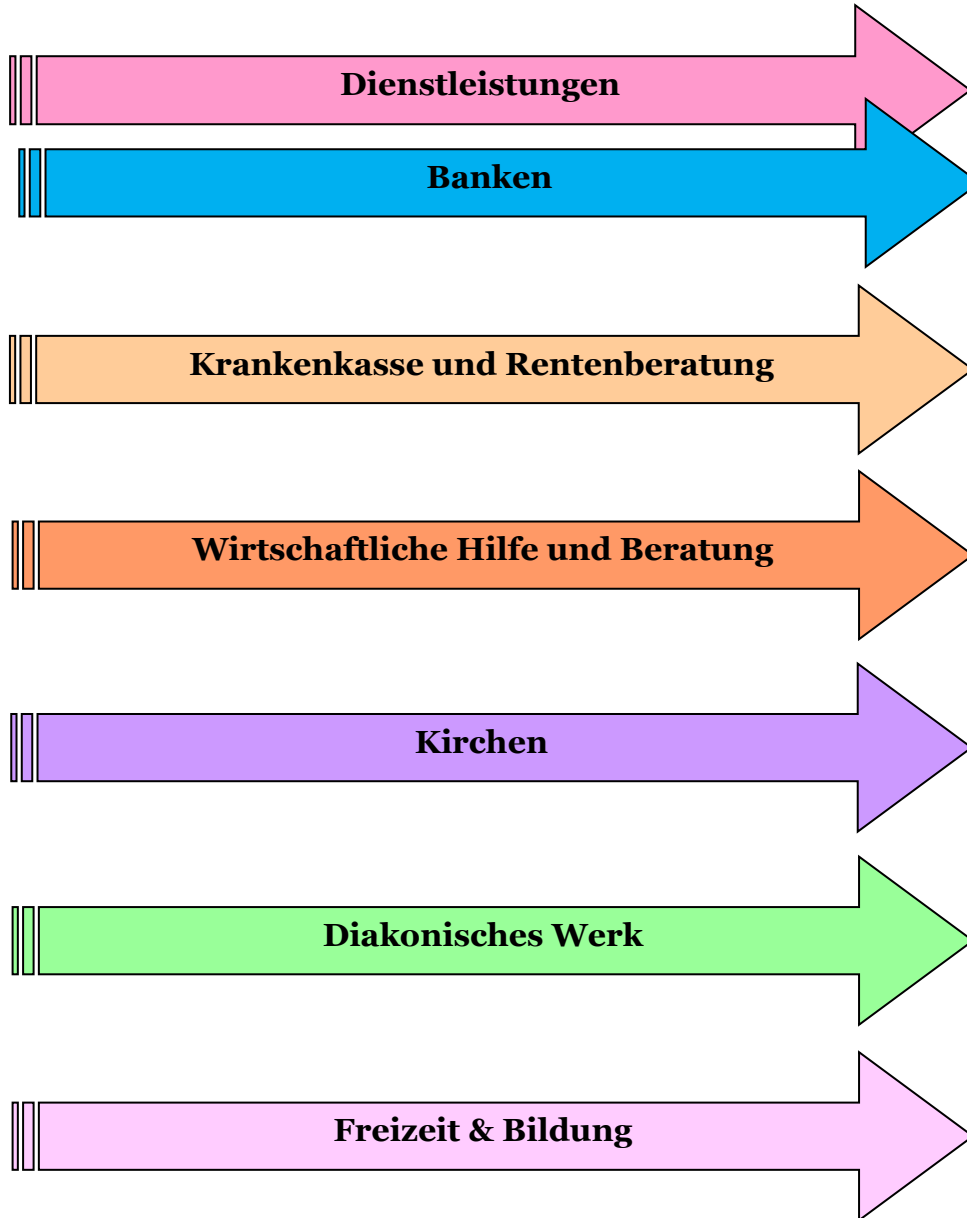 Dienstleistungen
Banken
Krankenkasse und Rentenberatung
Wirtschaftliche Hilfe und Beratung
Kirchen
Diakonisches Werk
Freizeit & Bildung